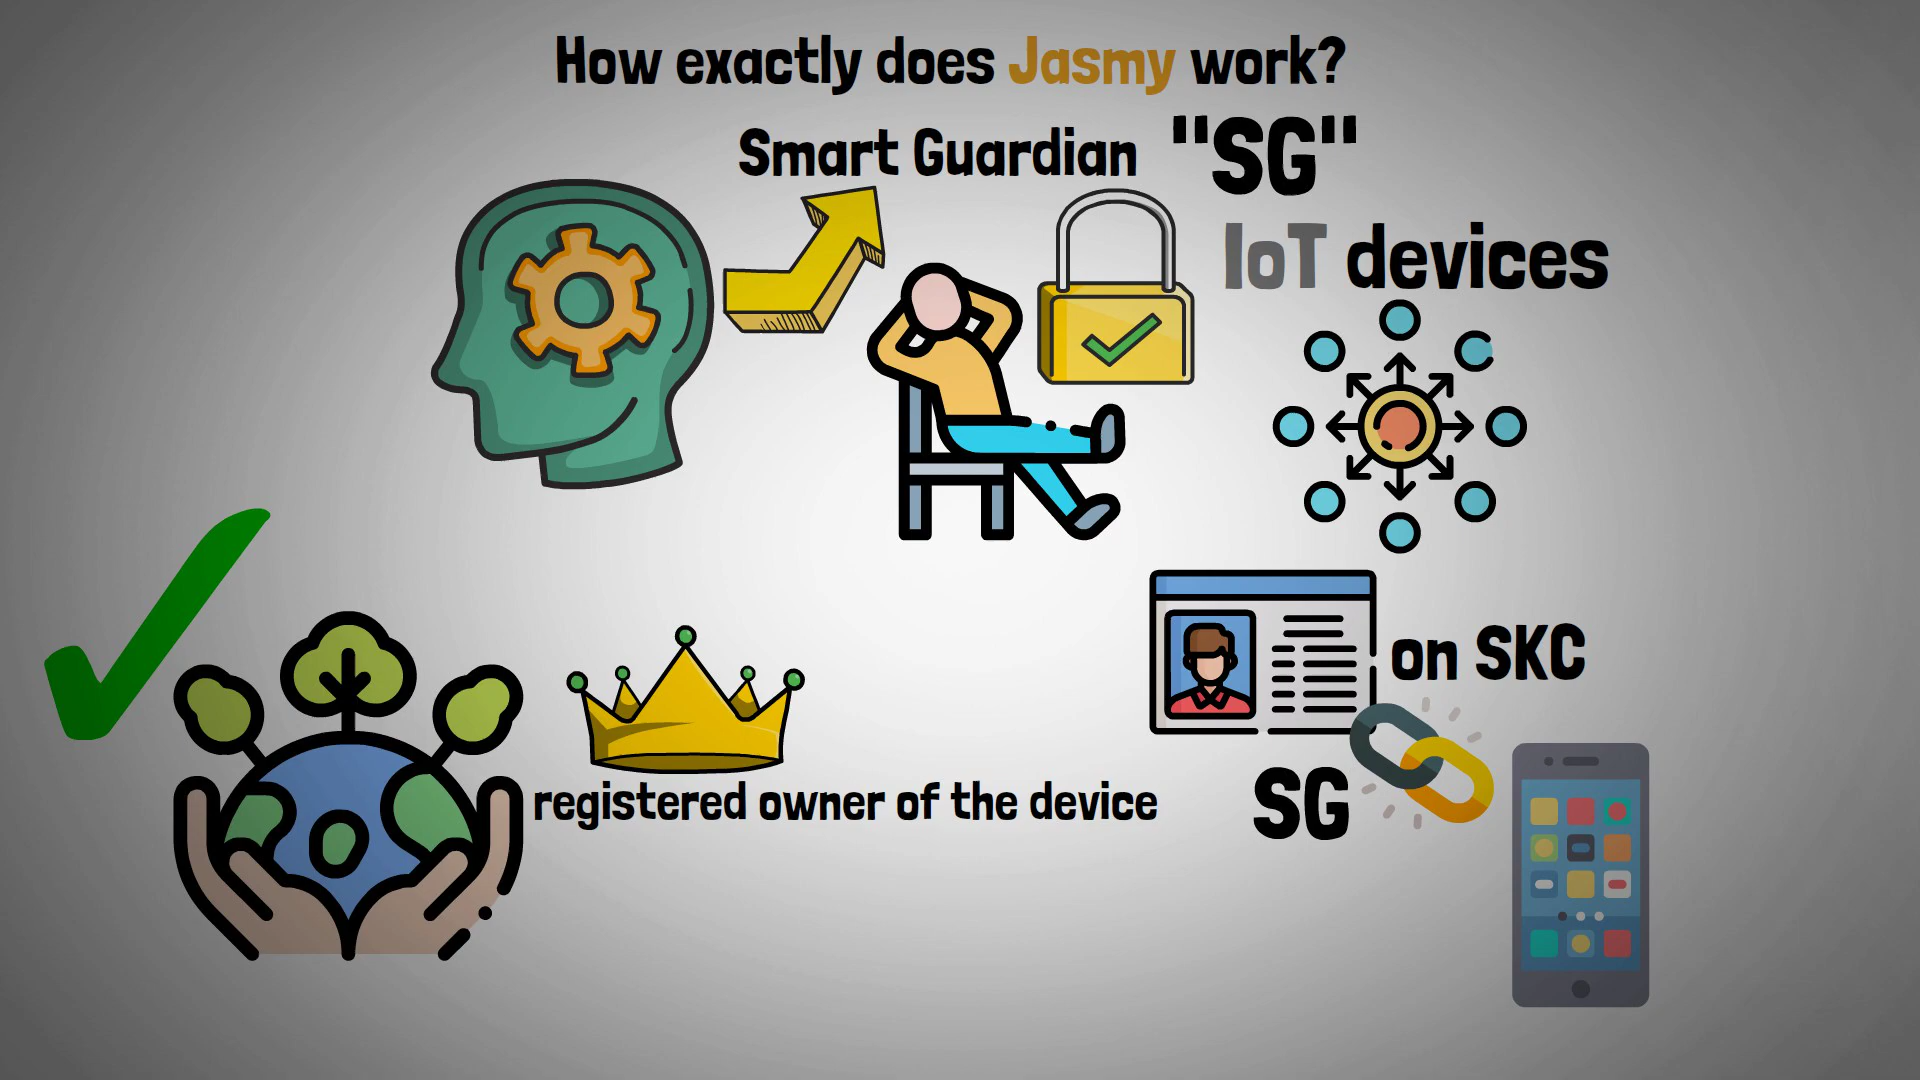 How exactly does Jasmy work?
Smart Guardian "SG"
IoT devices
on SKC
SG
registered owner of the device